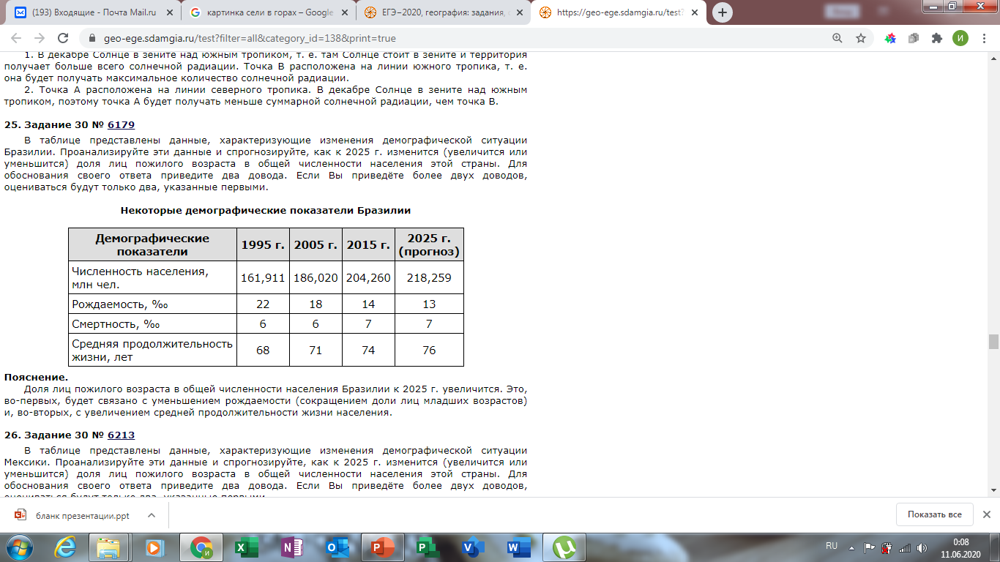 (193) Входящие - Почта Mail.ru
картинка сели в горах – Google
ЕГЭ–2020, география: задания,
https://geo-ege.sdamgia.ru/test?
geo-ege.sdamgia.ru/test?filter=all&category_id=138&print=true
И
1. В декабре Солнце в зените над южным тропиком, т. е. там Солнце стоит в зените и территория
получает больше всего солнечной радиации. Точка В расположена на линии южного тропика, т. е.
она будет получать максимальное количество солнечной радиации.
2. Точка А расположена на линии северного тропика. В декабре Солнце в зените над южным
тропиком, поэтому точка А будет получать меньше суммарной солнечной радиации, чем точка В.
25. Задание 30 № 6179
В таблице представлены данные, характеризующие изменения демографической ситуации
Бразилии. Проанализируйте эти данные и спрогнозируйте, как к 2025 г. изменится (увеличится или
уменьшится) доля лиц пожилого возраста в общей численности населения этой страны. Для
обоснования своего ответа приведите два довода. Если Вы приведёте более двух доводов,
оцениваться будут только два, указанные первыми.
Некоторые демографические показатели Бразилии
Демографические показатели 1995 г. 2005 г. 2015 г. 2025 г. (прогноз)
Численность населения, млн чел. 161,911 186,020 204,260 218,259
Рождаемость, ‰ 22 18 14 13
Смертность, ‰ 6 6 7 7
Средняя продолжительность жизни, лет 68 71 74 76
Пояснение.
Доля лиц пожилого возраста в общей численности населения Бразилии к 2025 г. увеличится. Это,
во-первых, будет связано с уменьшением рождаемости (сокращением доли лиц младших возрастов)
и, во-вторых, с увеличением средней продолжительности жизни населения.
26. Задание 30 № 6213
В таблице представлены данные, характеризующие изменения демографической ситуации
Мексики. Проанализируйте эти данные и спрогнозируйте, как к 2025 г. изменится (увеличится или
уменьшится) доля лиц пожилого возраста в общей численности населения этой страны. Для
обоснования своего ответа приведите два довода. Если Вы приведёте более двух доводов,
оцениваться будут только два, указанные первыми.
бланк презентации.ppt
Показать все
RU
0:08
11.06.2020